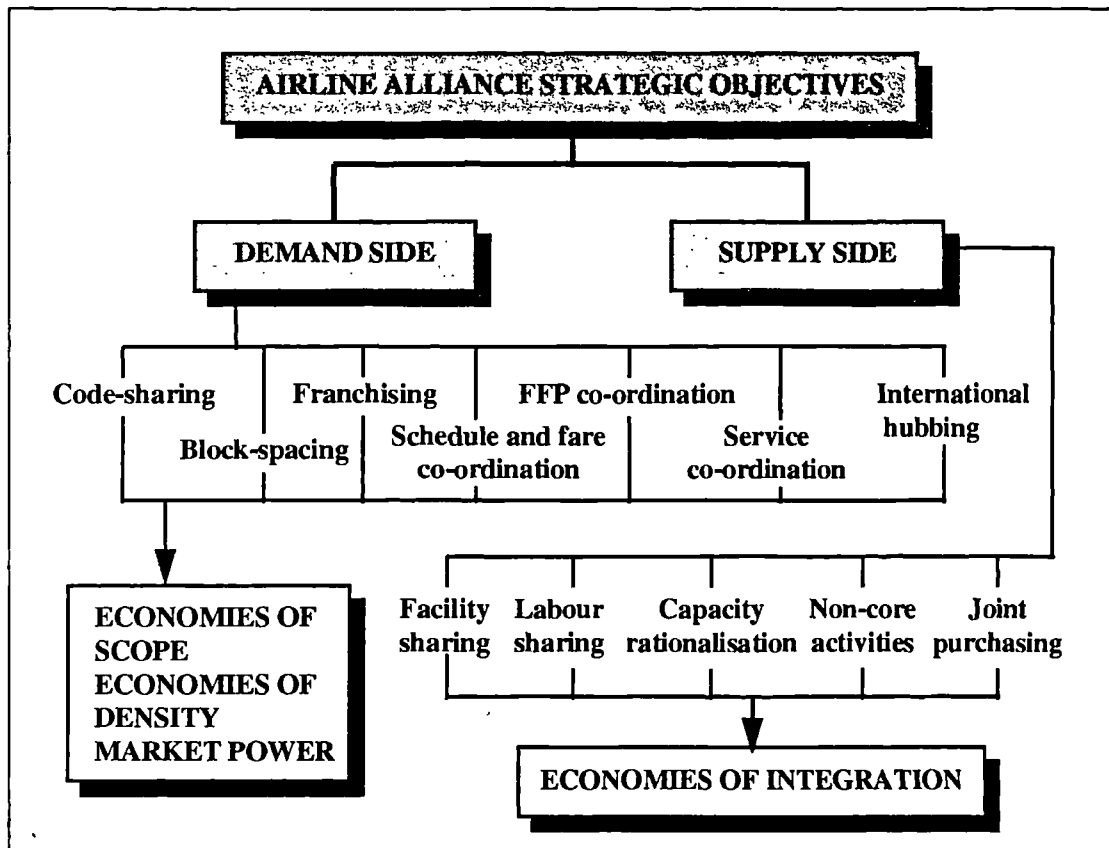 AIRLINE ALLIANCE STRATEGIC OBJECTIVES
DEMAND SIDE
SUPPLY SIDE
Code-sharing
Block-spacing
Franchising
Schedule and fare
co-ordination
FFP co-ordination
Service
co-ordination
International
hubbing
ECONOMIES OF
SCOPE
ECONOMIES OF
DENSITY
MARKET POWER
Facility
sharing
Labour
sharing
Capacity
rationalisation
Non-core
activities
Joint
purchasing
ECONOMIES OF INTEGRATION